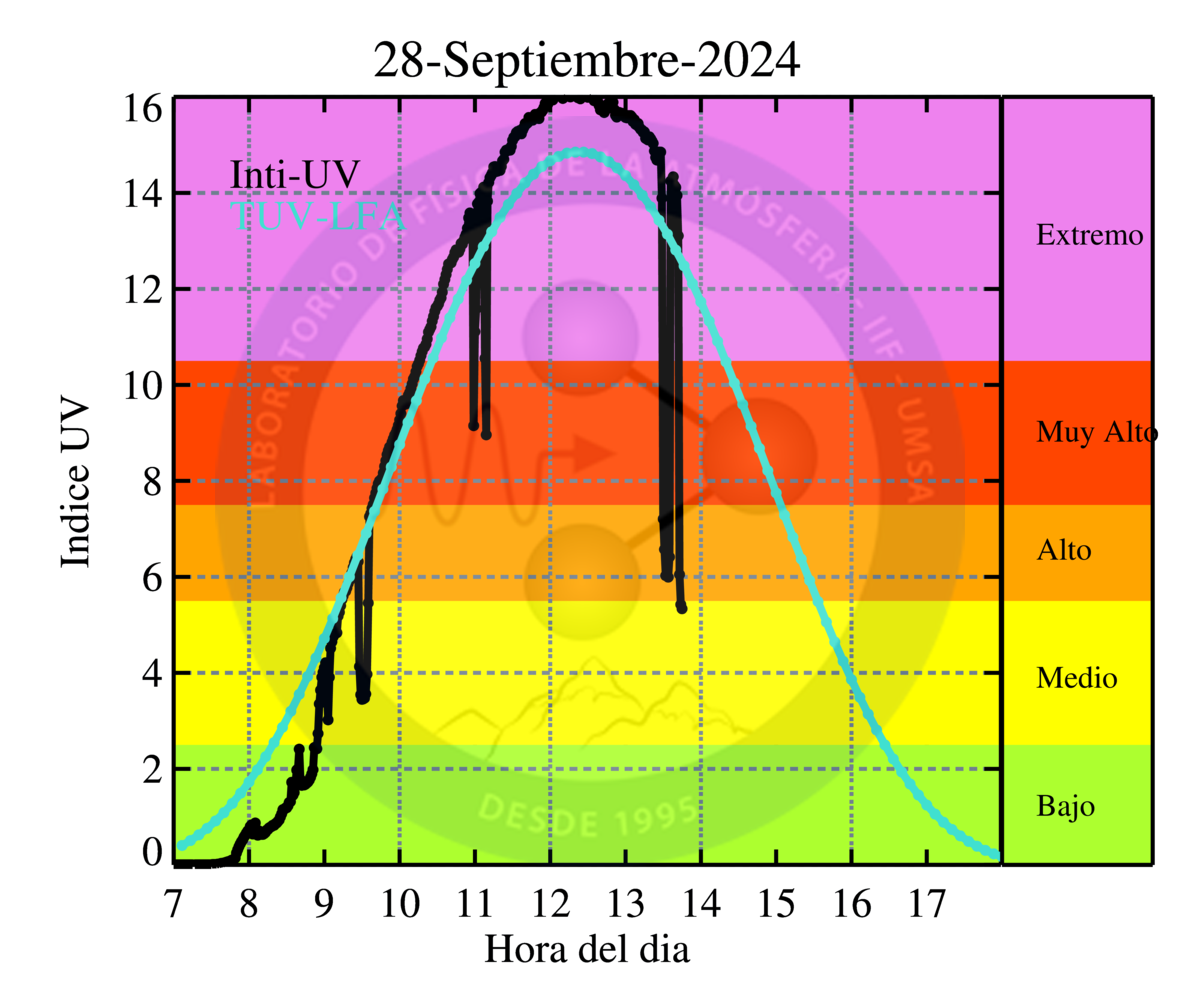 28-Septiembre-2024
Inti-UV
TUV-LFA
Indice UV
16
14
12
10
8
6
4
2
0
Extremo
Muy Alto
Alto
Medio
Bajo
LABORATORIO DE FÍSICA DE LA ATMÓSFERA - IIF - UMSA
DESDE 1995
7 8 9 10 11 12 13 14 15 16 17
Hora del dia